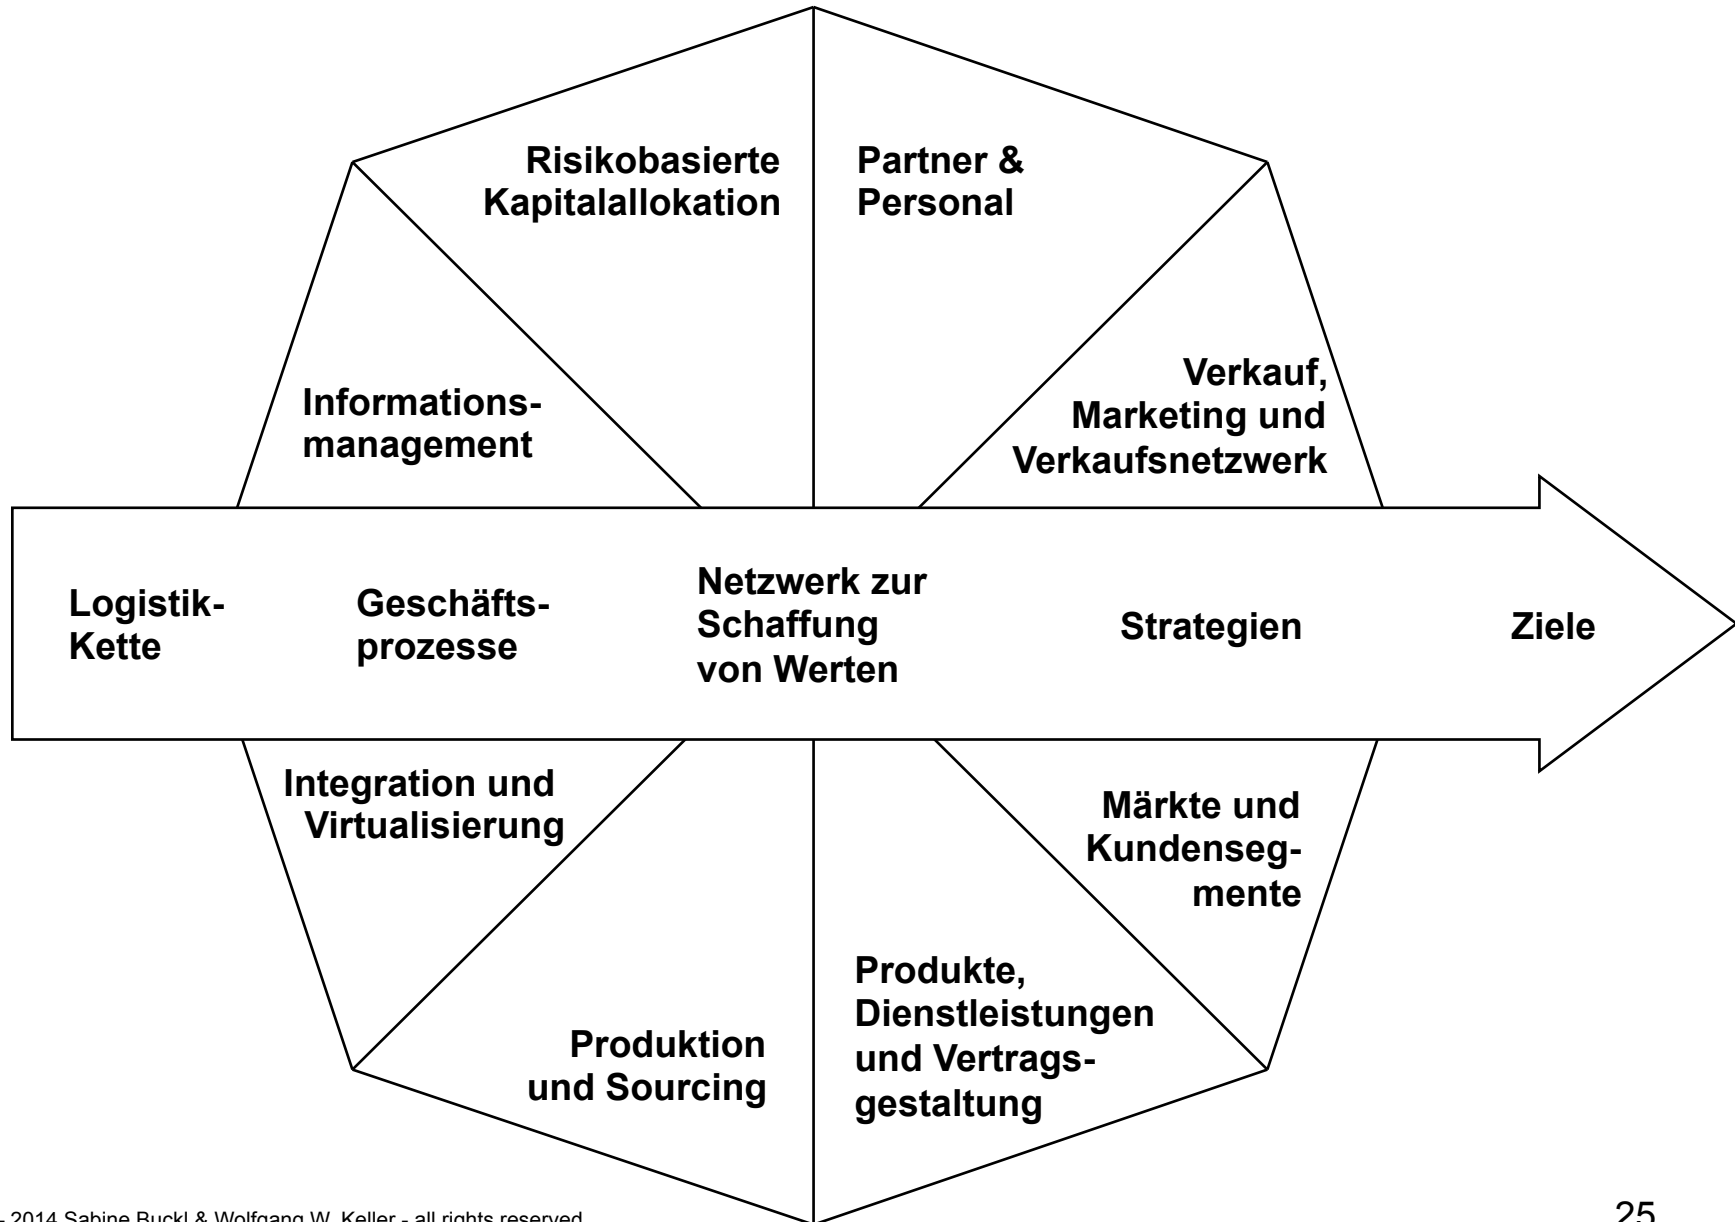 Risikobasierte
Kapitalallokation
Partner &
Personal
Informations-
management
Verkauf,
Marketing und
Verkaufsnetzwerk
Logistik-
Kette
Geschäfts-
prozesse
Netzwerk zur
Schaffung
von Werten
Strategien
Ziele
Integration und
Virtualisierung
Märkte und
Kundenseg-
mente
Produktion
und Sourcing
Produkte,
Dienstleistungen
und Vertrags-
gestaltung
- 2014 Sabine Buckl & Wolfgang W. Keller - all rights reserved
25